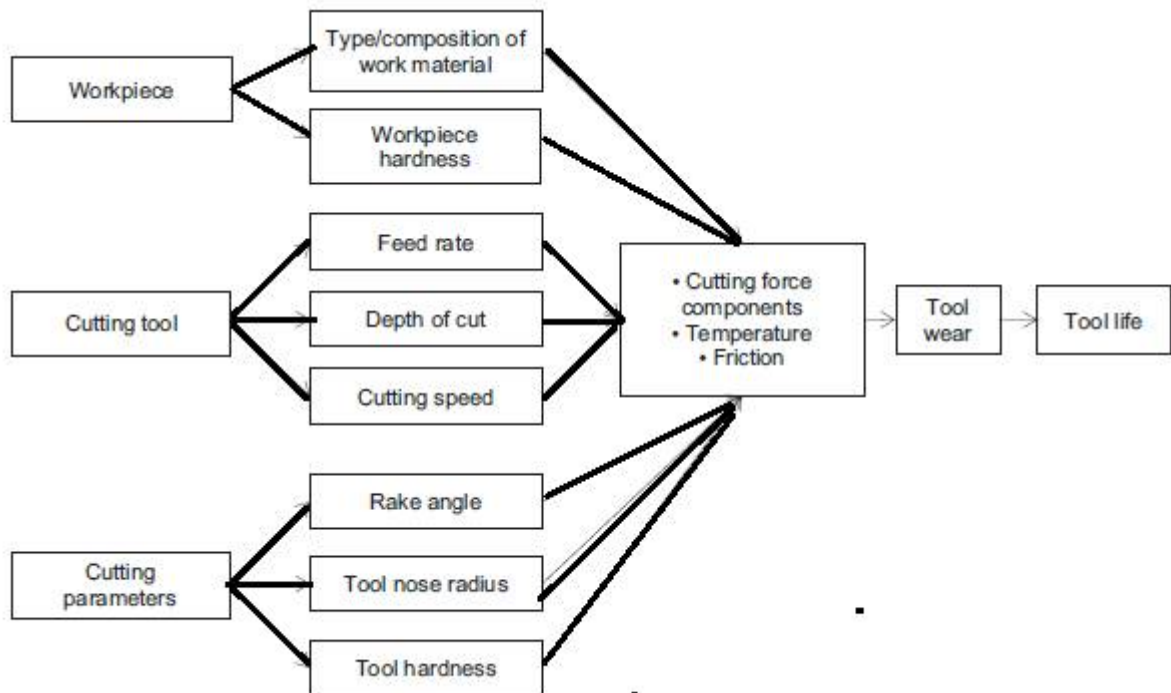 Workpiece
Type/composition of
work material
Workpiece
hardness
Cutting tool
Feed rate
Depth of cut
Cutting speed
Cutting
parameters
Rake angle
Tool nose radius
Tool hardness
• Cutting force
components
• Temperature
• Friction
Tool
wear
Tool life